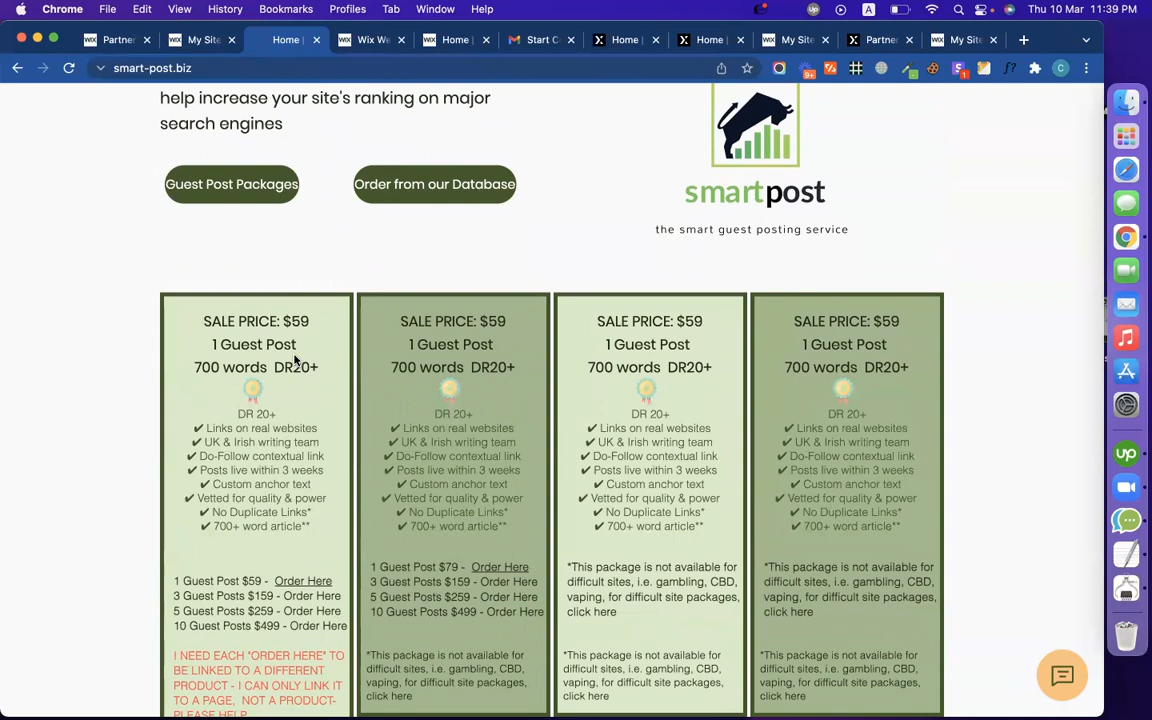 Chrome File Edit View History Bookmarks Profiles Tab Window Help A Thu 10 Mar 11:39 PM
WIX Partner × WIX My Sit × Home | × WIX Wix We × WIX Home | × Start C × X Home | × X Home | × WIX My Sit × X Partner × WIX My Sit × +
smart-post.biz 9+ 1 f? C
help increase your site's ranking on major
search engines
Guest Post Packages Order from our Database
smartpost
the smart guest posting service
SALE PRICE: $59 SALE PRICE: $59 SALE PRICE: $59 SALE PRICE: $59
1 Guest Post 1 Guest Post 1 Guest Post 1 Guest Post
700 words DR20+ 700 words DR20+ 700 words DR20+ 700 words DR20+
DR 20+ DR 20+ DR 20+ DR 20+
✔ Links on real websites ✔ Links on real websites ✔ Links on real websites ✔ Links on real websites
✔ UK & Irish writing team ✔ UK & Irish writing team ✔ UK & Irish writing team ✔ UK & Irish writing team
✔ Do-Follow contextual link ✔ Do-Follow contextual link ✔ Do-Follow contextual link ✔ Do-Follow contextual link
✔ Posts live within 3 weeks ✔ Posts live within 3 weeks ✔ Posts live within 3 weeks ✔ Posts live within 3 weeks
✔ Custom anchor text ✔ Custom anchor text ✔ Custom anchor text ✔ Custom anchor text
✔ Vetted for quality & power ✔ Vetted for quality & power ✔ Vetted for quality & power ✔ Vetted for quality & power
✔ No Duplicate Links* ✔ No Duplicate Links* ✔ No Duplicate Links* ✔ No Duplicate Links*
✔ 700+ word article** ✔ 700+ word article** ✔ 700+ word article** ✔ 700+ word article**
1 Guest Post $59 - Order Here
3 Guest Posts $159 - Order Here
5 Guest Posts $259 - Order Here
10 Guest Posts $499 - Order Here
I NEED EACH "ORDER HERE" TO
BE LINKED TO A DIFFERENT
PRODUCT - I CAN ONLY LINK IT
TO A PAGE, NOT A PRODUCT-
PLEASE HELP
1 Guest Post $79 - Order Here
3 Guest Posts $159 - Order Here
5 Guest Posts $259 - Order Here
10 Guest Posts $499 - Order Here
*This package is not available for
difficult sites, i.e. gambling, CBD,
vaping, for difficult site packages,
click here
*This package is not available for
difficult sites, i.e. gambling, CBD,
vaping, for difficult site packages,
click here
*This package is not available for
difficult sites, i.e. gambling, CBD,
vaping, for difficult site packages,
click here
*This package is not available for
difficult sites, i.e. gambling, CBD,
vaping, for difficult site packages,
click here
*This package is not available for
difficult sites, i.e. gambling, CBD,
vaping, for difficult site packages,
click here
up